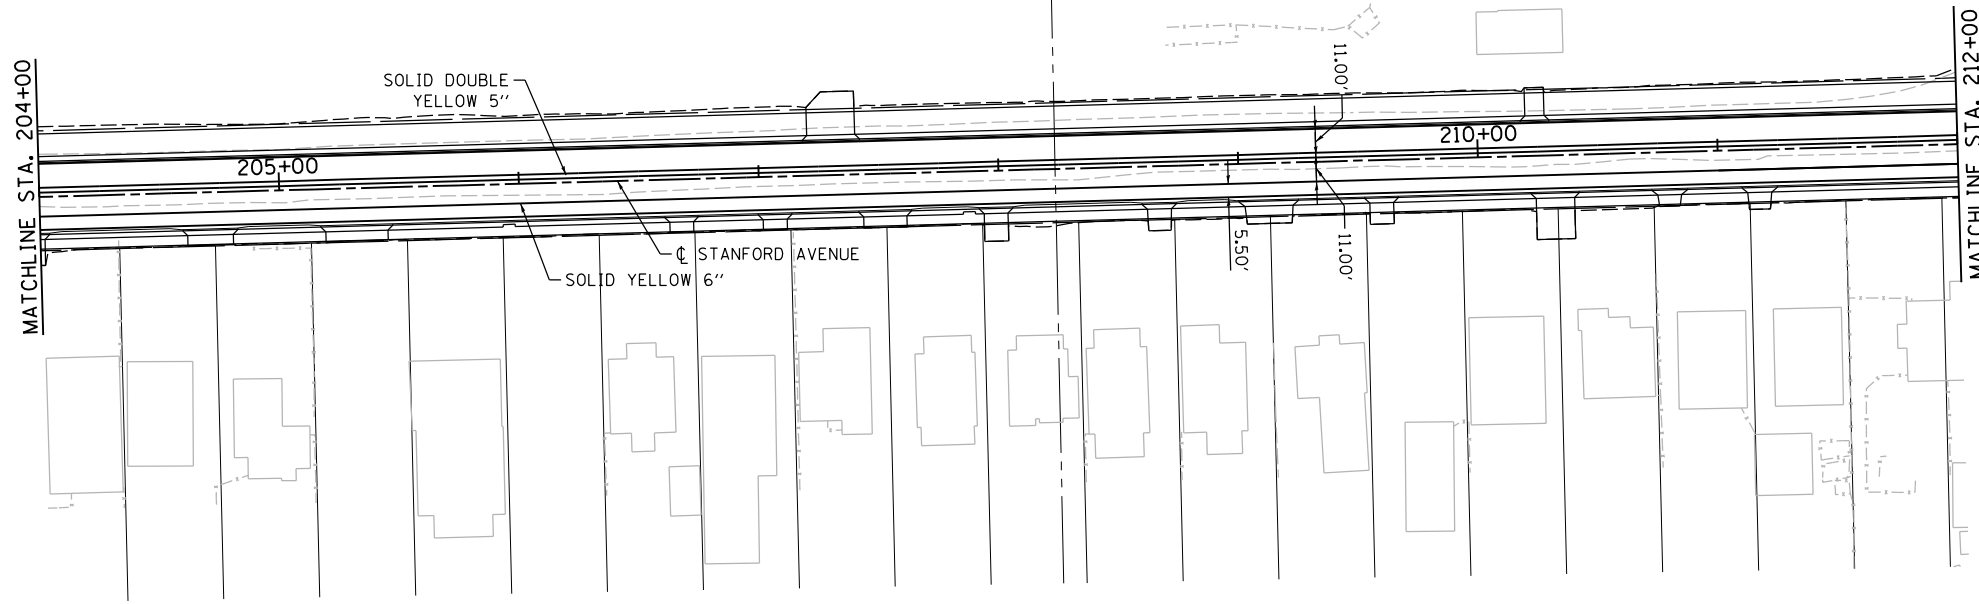 MATCHLINE STA. 204+00
SOLID DOUBLE
YELLOW 5’’
205+00
℄ STANFORD AVENUE
SOLID YELLOW 6’’
11.00’
5.50’
11.00’
210+00
MATCHLINE STA. 212+00